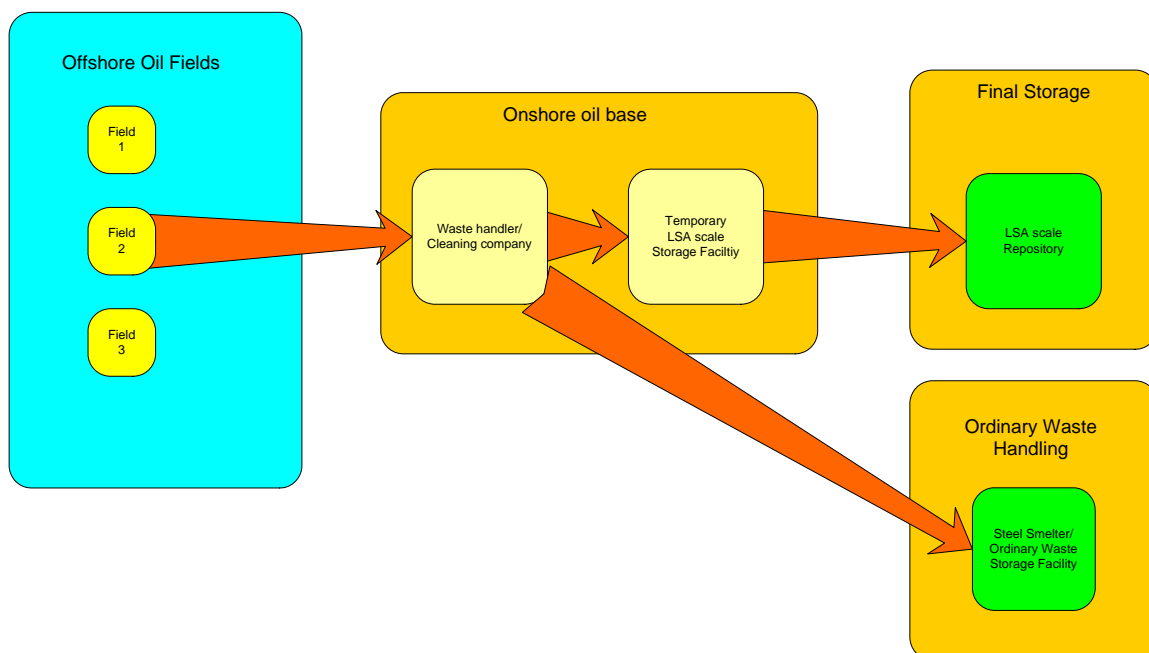 Offshore Oil Fields
Field
1
Field
2
Field
3
Onshore oil base
Waste handler/
Cleaning company
Temporary
LSA scale
Storage Faciltiy
Final Storage
LSA scale
Repository
Ordinary Waste
Handling
Steel Smelter/
Ordinary Waste
Storage Facility